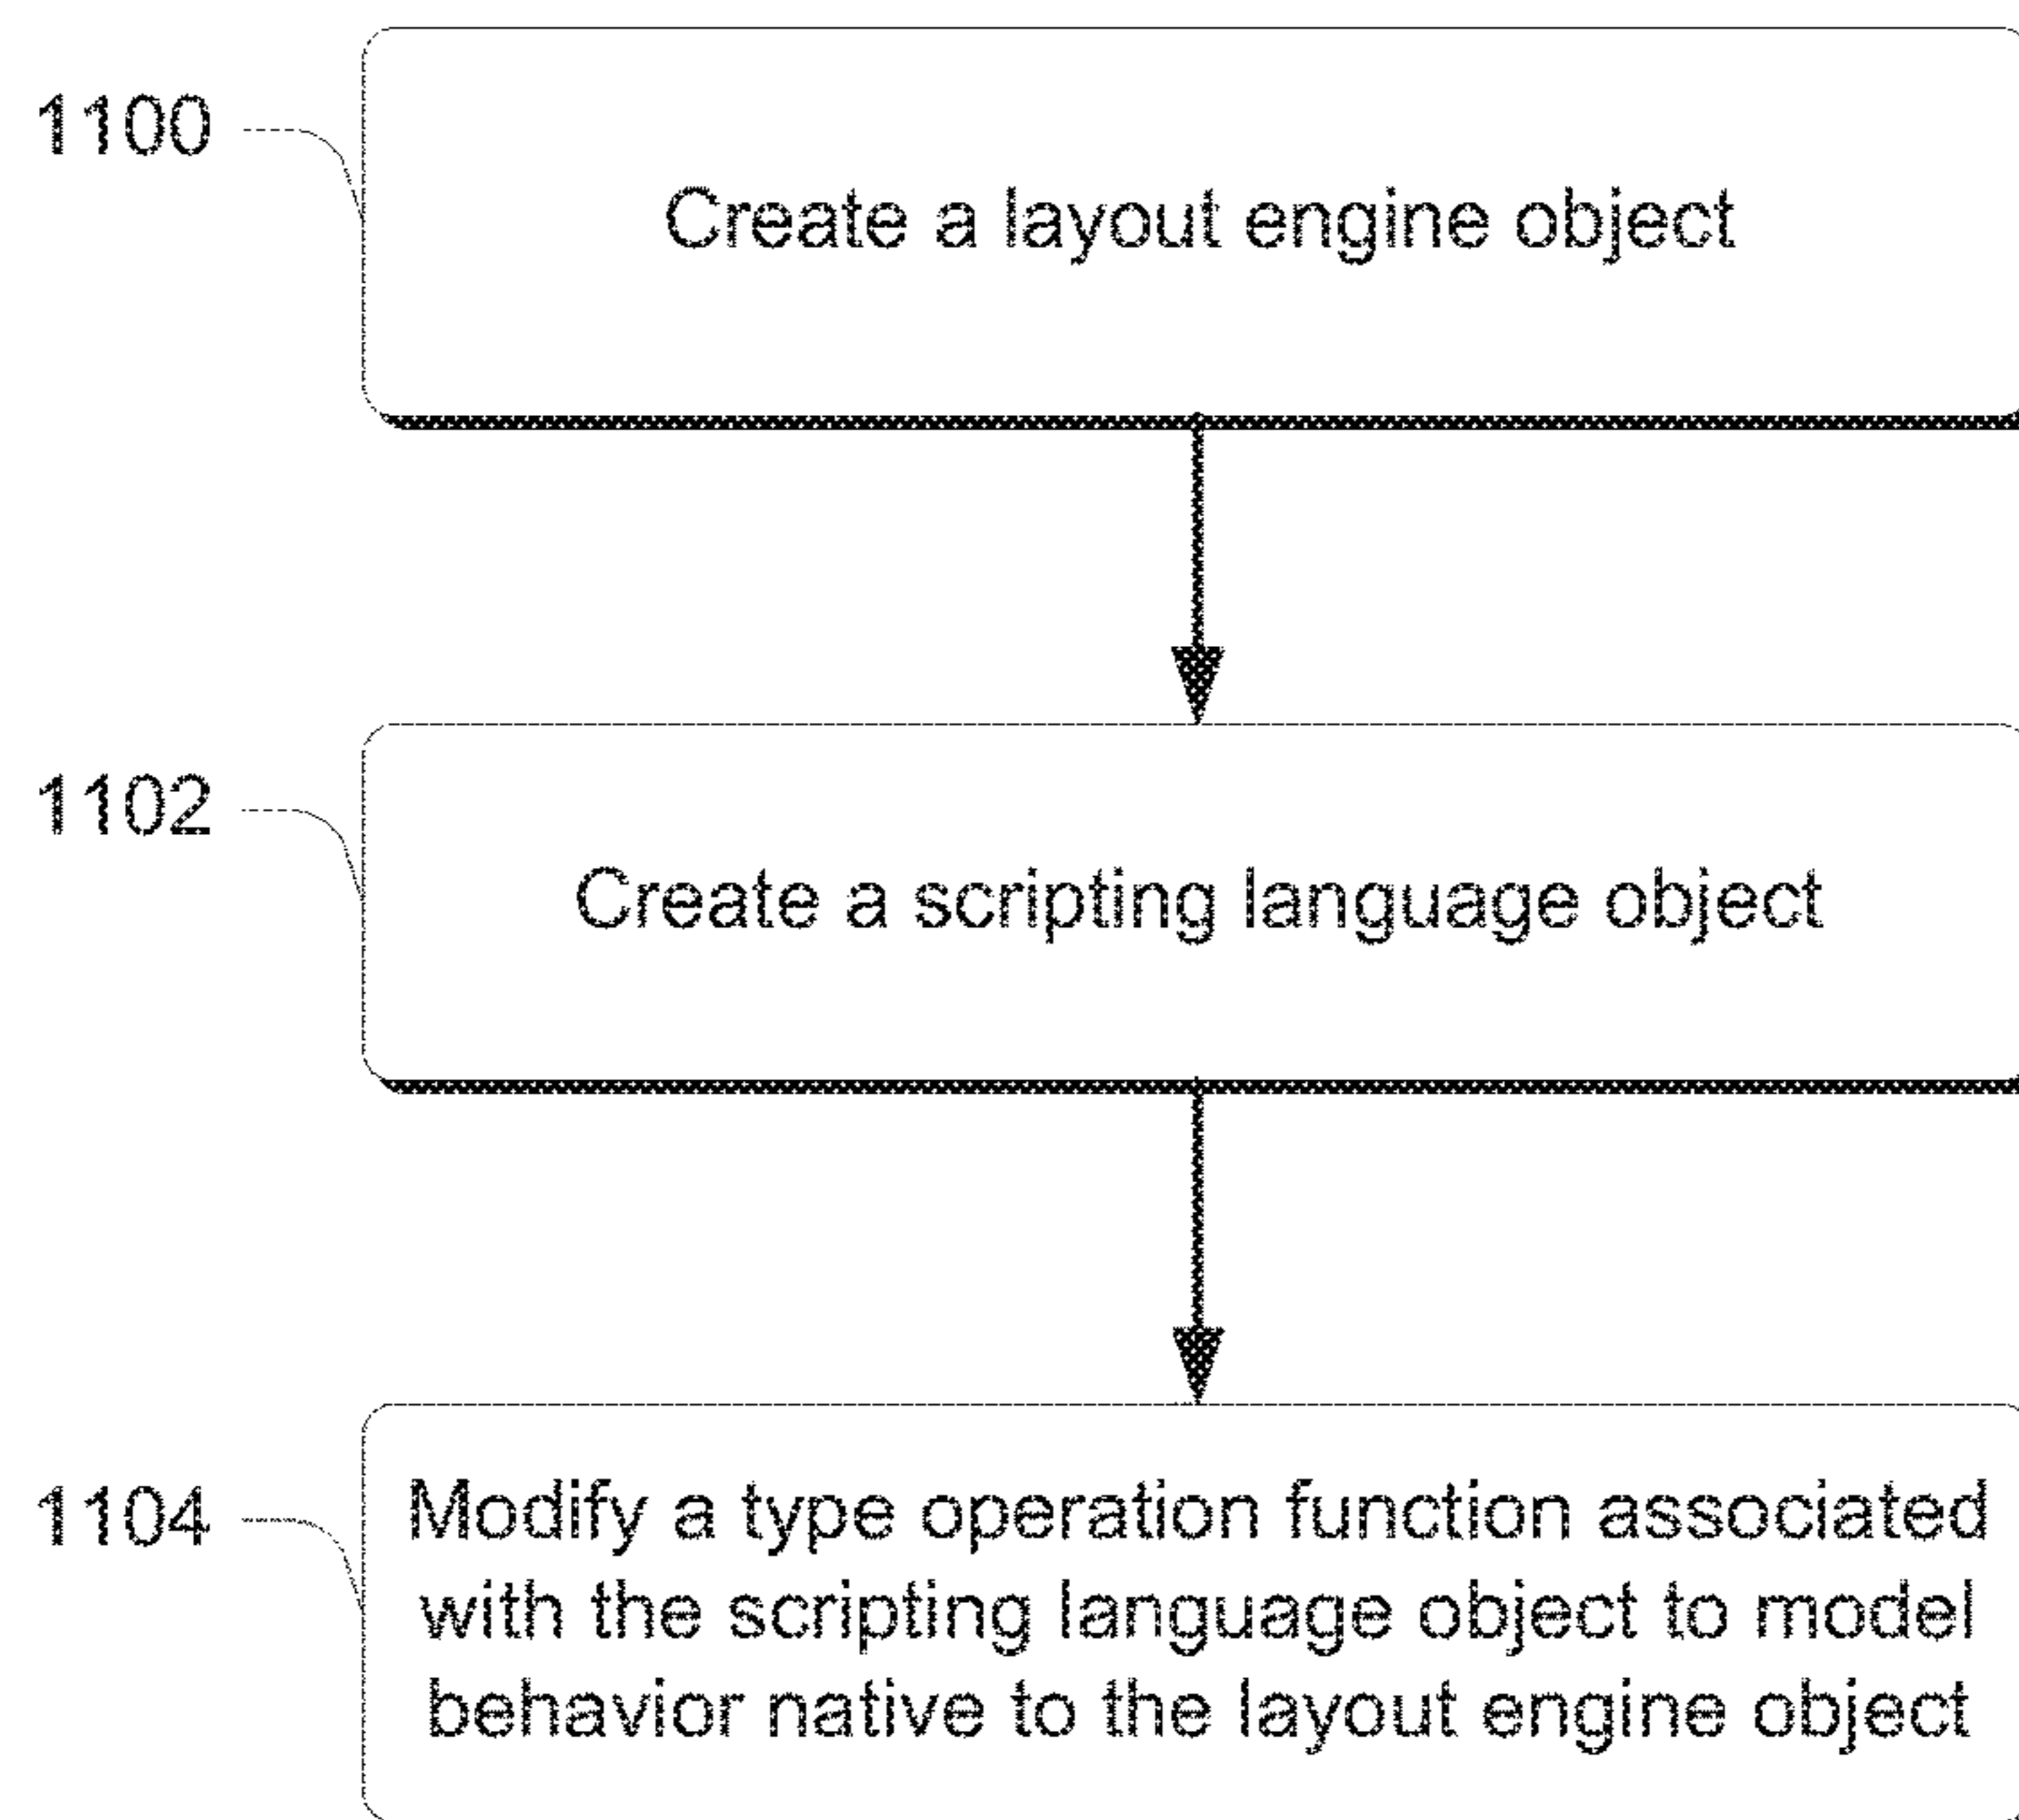 1100
Create a layout engine object
1102
Create a scripting language object
1104
Modify a type operation function associated
with the scripting language object to model
behavior native to the layout engine object